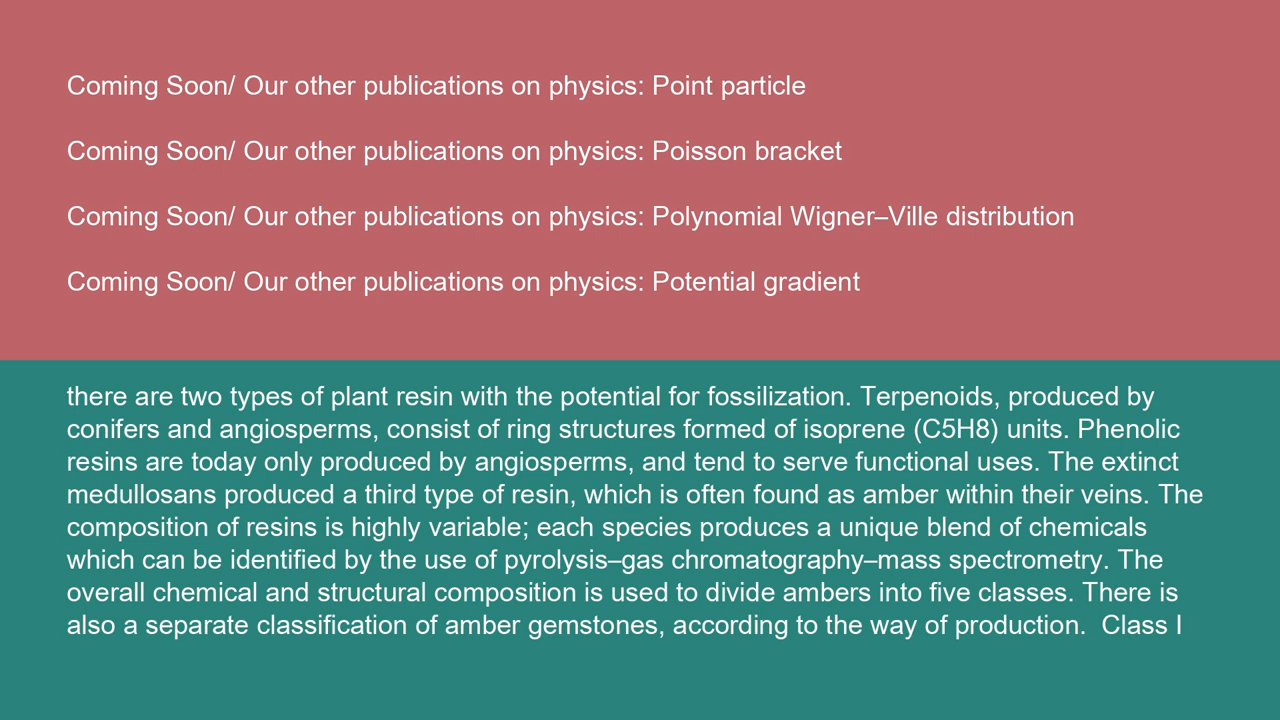 Coming Soon/ Our other publications on physics: Point particle
Coming Soon/ Our other publications on physics: Poisson bracket
Coming Soon/ Our other publications on physics: Polynomial Wigner–Ville distribution
Coming Soon/ Our other publications on physics: Potential gradient
there are two types of plant resin with the potential for fossilization. Terpenoids, produced by
conifers and angiosperms, consist of ring structures formed of isoprene (C5H8) units. Phenolic
resins are today only produced by angiosperms, and tend to serve functional uses. The extinct
medullosans produced a third type of resin, which is often found as amber within their veins. The
composition of resins is highly variable; each species produces a unique blend of chemicals
which can be identified by the use of pyrolysis–gas chromatography–mass spectrometry. The
overall chemical and structural composition is used to divide ambers into five classes. There is
also a separate classification of amber gemstones, according to the way of production.  Class I